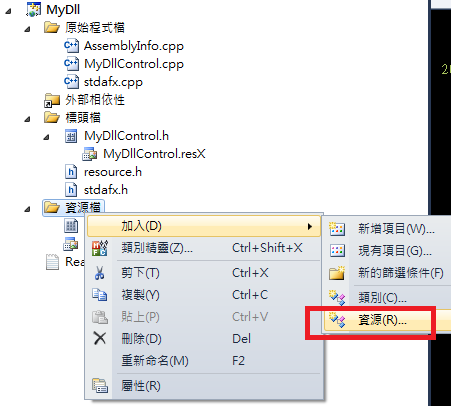 MyDll
原始程式檔
AssemblyInfo.cpp
MyDllControl.cpp
stdafx.cpp
外部相依性
標頭檔
MyDllControl.h
MyDllControl.resX
resource.h
stdafx.h
資源檔
Rea
加入(D)
類別精靈(Z)... Ctrl+Shift+X
剪下(T) Ctrl+X
複製(Y) Ctrl+C
貼上(P) Ctrl+V
刪除(D) Del
重新命名(M) F2
屬性(R)
新增項目(W)...
現有項目(G)...
新的篩選條件(F)
類別(C)...
資源(R)...